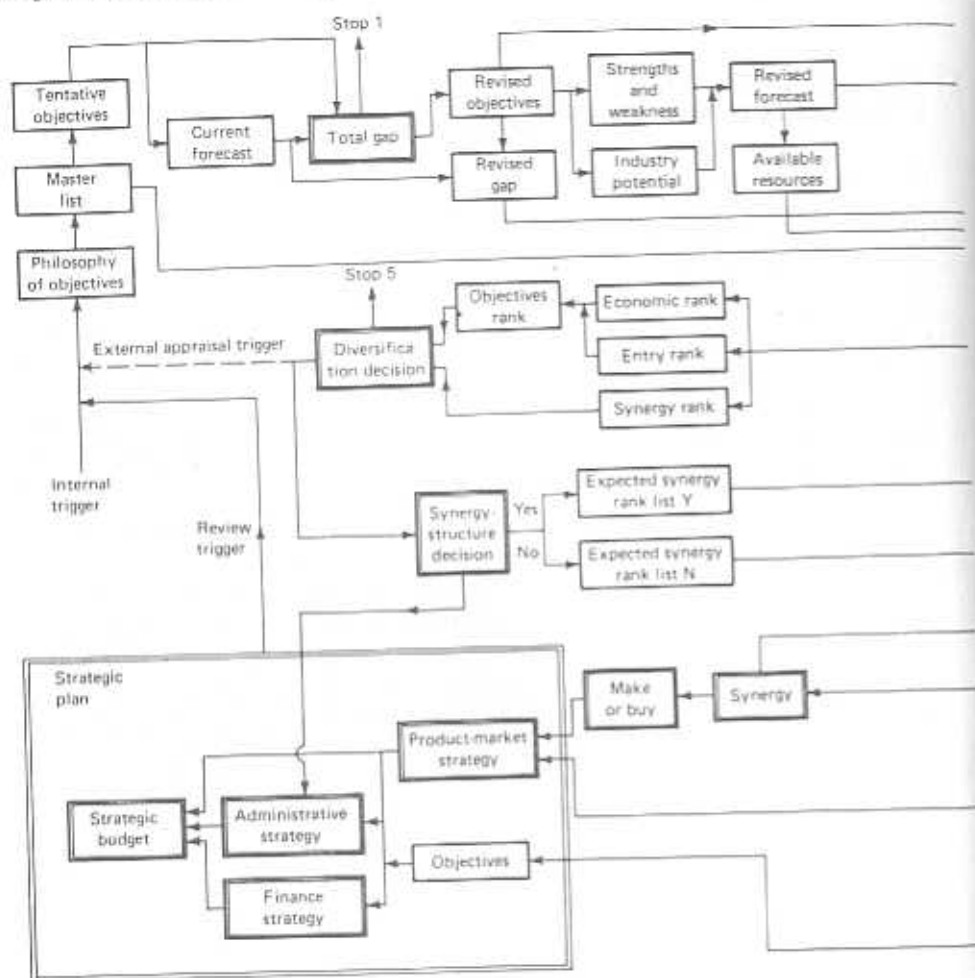 Stop 1
Tentative
objectives
Current
forecast
Total gap
Revised
objectives
Strengths
and
weakness
Revised
forecast
Master
list
Revised
gap
Industry
potential
Available
resources
Philosophy
of objectives
Stop 5
External appraisal trigger
Diversifica
tion decision
Objectives
rank
Economic rank
Entry rank
Synergy rank
Internal
trigger
Review
trigger
Synergy-
structure
decision
Yes
No
Expected synergy
rank list Y
Expected synergy
rank list N
Strategic
plan
Make
or buy
Synergy
Product-market
strategy
Strategic
budget
Administrative
strategy
Objectives
Finance
strategy